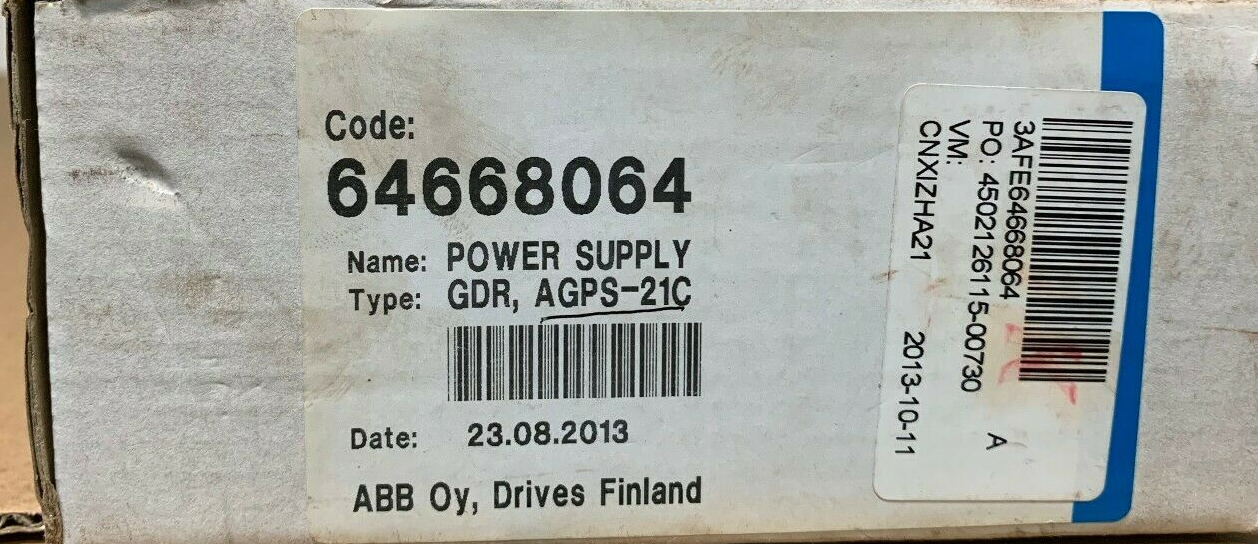 Code:
64668064
Name: POWER SUPPLY
Type: GDR, AGPS-21C
Date: 23.08.2013
ABB Oy, Drives Finland
3AFE64668064
PO: 4502126115-00730 A
VM:
CNXIZHA21 2013-10-11